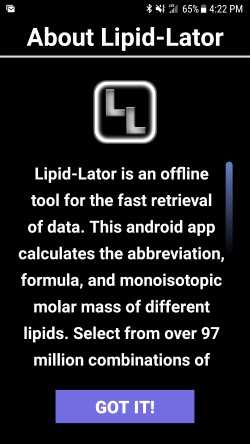 65% 4:22 PM
About Lipid-Lator
LL
Lipid-Lator is an offline
tool for the fast retrieval
of data. This android app
calculates the abbreviation,
formula, and monoisotopic
molar mass of different
lipids. Select from over 97
million combinations of
GOT IT!